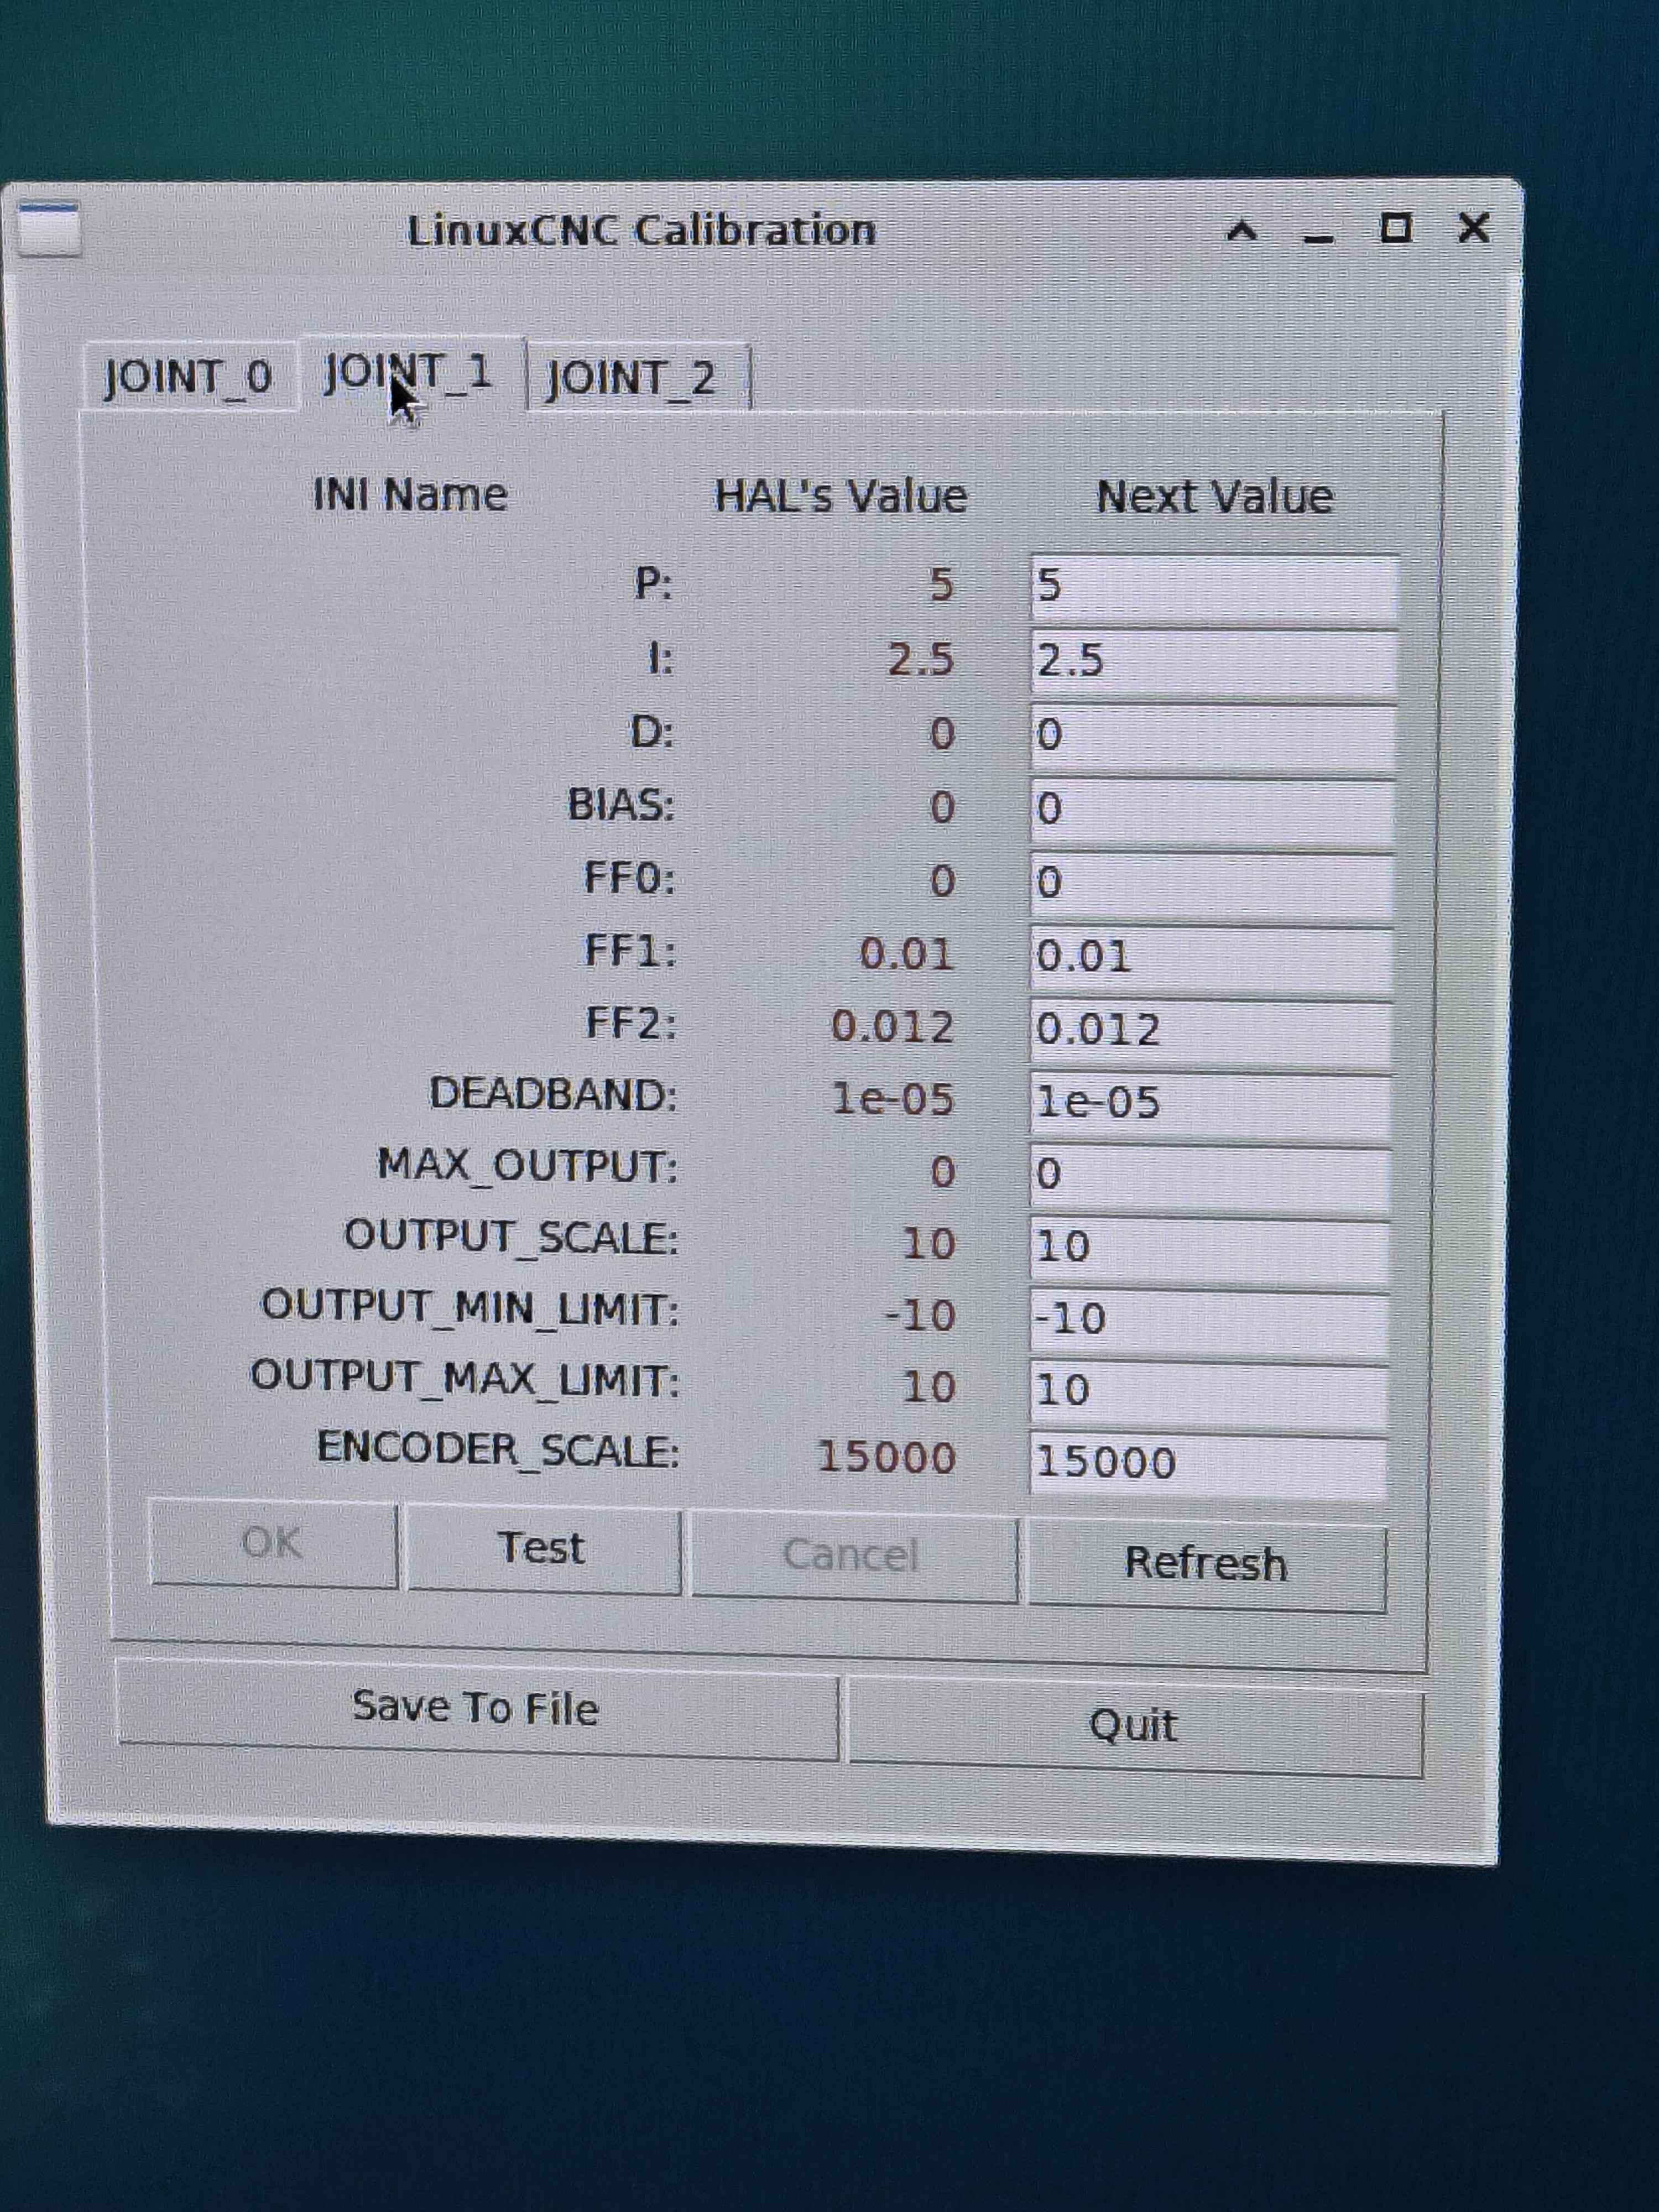 LinuxCNC Calibration
JOINT_0 JOINT_1 JOINT_2
INI Name HAL's Value Next Value
P: 5 5
I: 2.5 2.5
D: 0 0
BIAS: 0 0
FF0: 0 0
FF1: 0.01 0.01
FF2: 0.012 0.012
DEADBAND: 1e-05 1e-05
MAX_OUTPUT: 0 0
OUTPUT_SCALE: 10 10
OUTPUT_MIN_LIMIT: -10 -10
OUTPUT_MAX_LIMIT: 10 10
ENCODER_SCALE: 15000 15000
OK Test Cancel Refresh
Save To File Quit